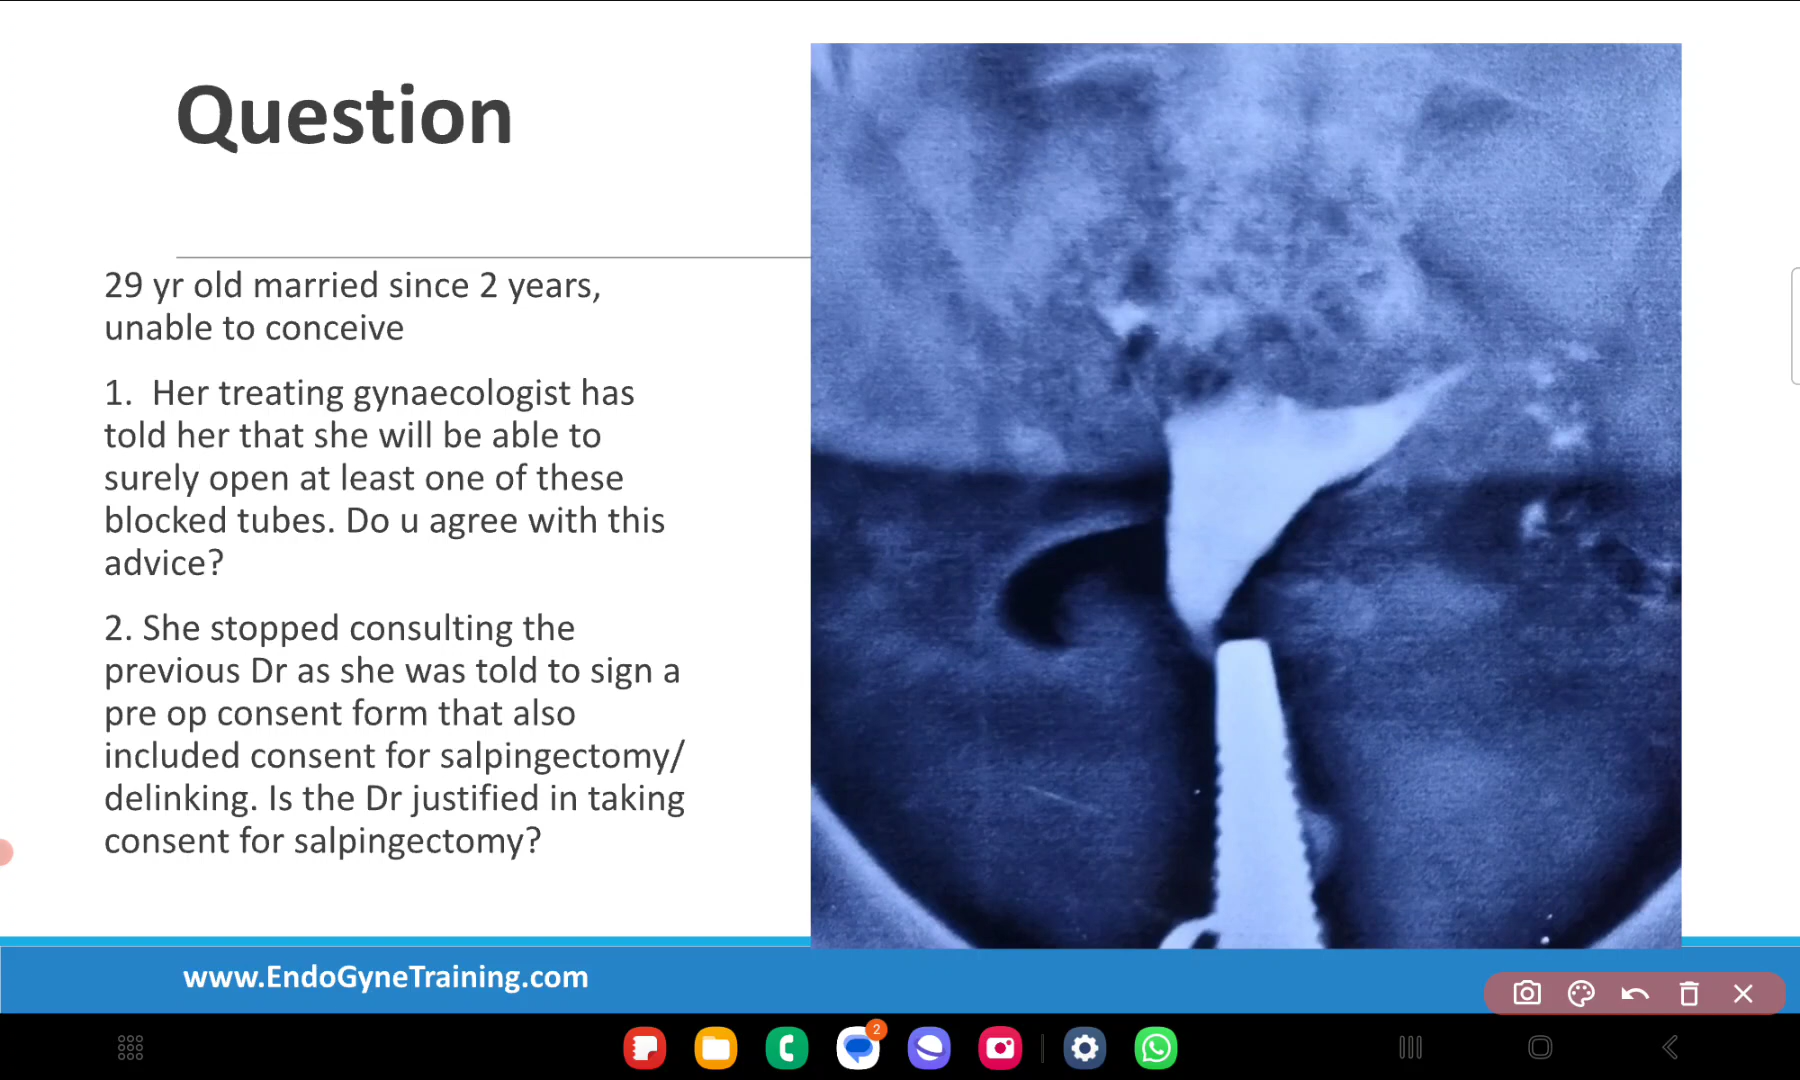 Question
29 yr old married since 2 years,
unable to conceive
1. Her treating gynaecologist has
told her that she will be able to
surely open at least one of these
blocked tubes. Do u agree with this
advice?
2. She stopped consulting the
previous Dr as she was told to sign a
pre op consent form that also
included consent for salpingectomy/
delinking. Is the Dr justified in taking
consent for salpingectomy?
www.EndoGyneTraining.com
2